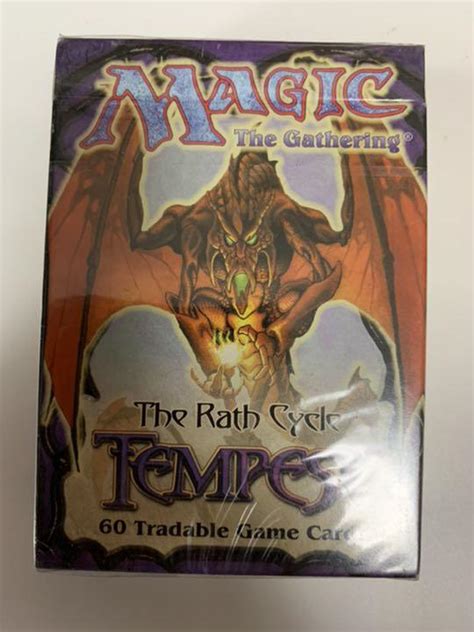 MAGIC
The Gathering®
The Rath Cycle
TEMPEST
60 Tradable Game Cards